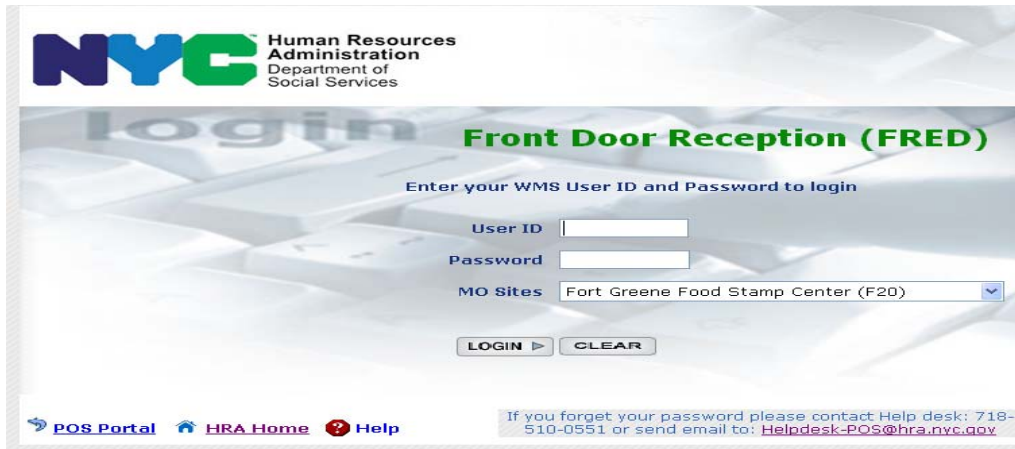 NYC
Human Resources
Administration
Department of
Social Services
login
Front Door Reception (FRED)
Enter your WMS User ID and Password to login
User ID
Password
MO Sites Fort Greene Food Stamp Center (F20)
LOGIN CLEAR
POS Portal HRA Home ? Help
If you forget your password please contact Help desk: 718-
510-0551 or send email to: Helpdesk-POS@hra.nyc.gov